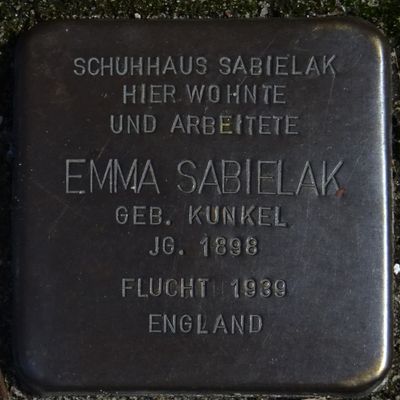 SCHUHHAUS SABIELAK
HIER WOHNTE
UND ARBEITETE
EMMA SABIELAK
GEB. KUNKEL
JG. 1898
FLUCHT 1939
ENGLAND